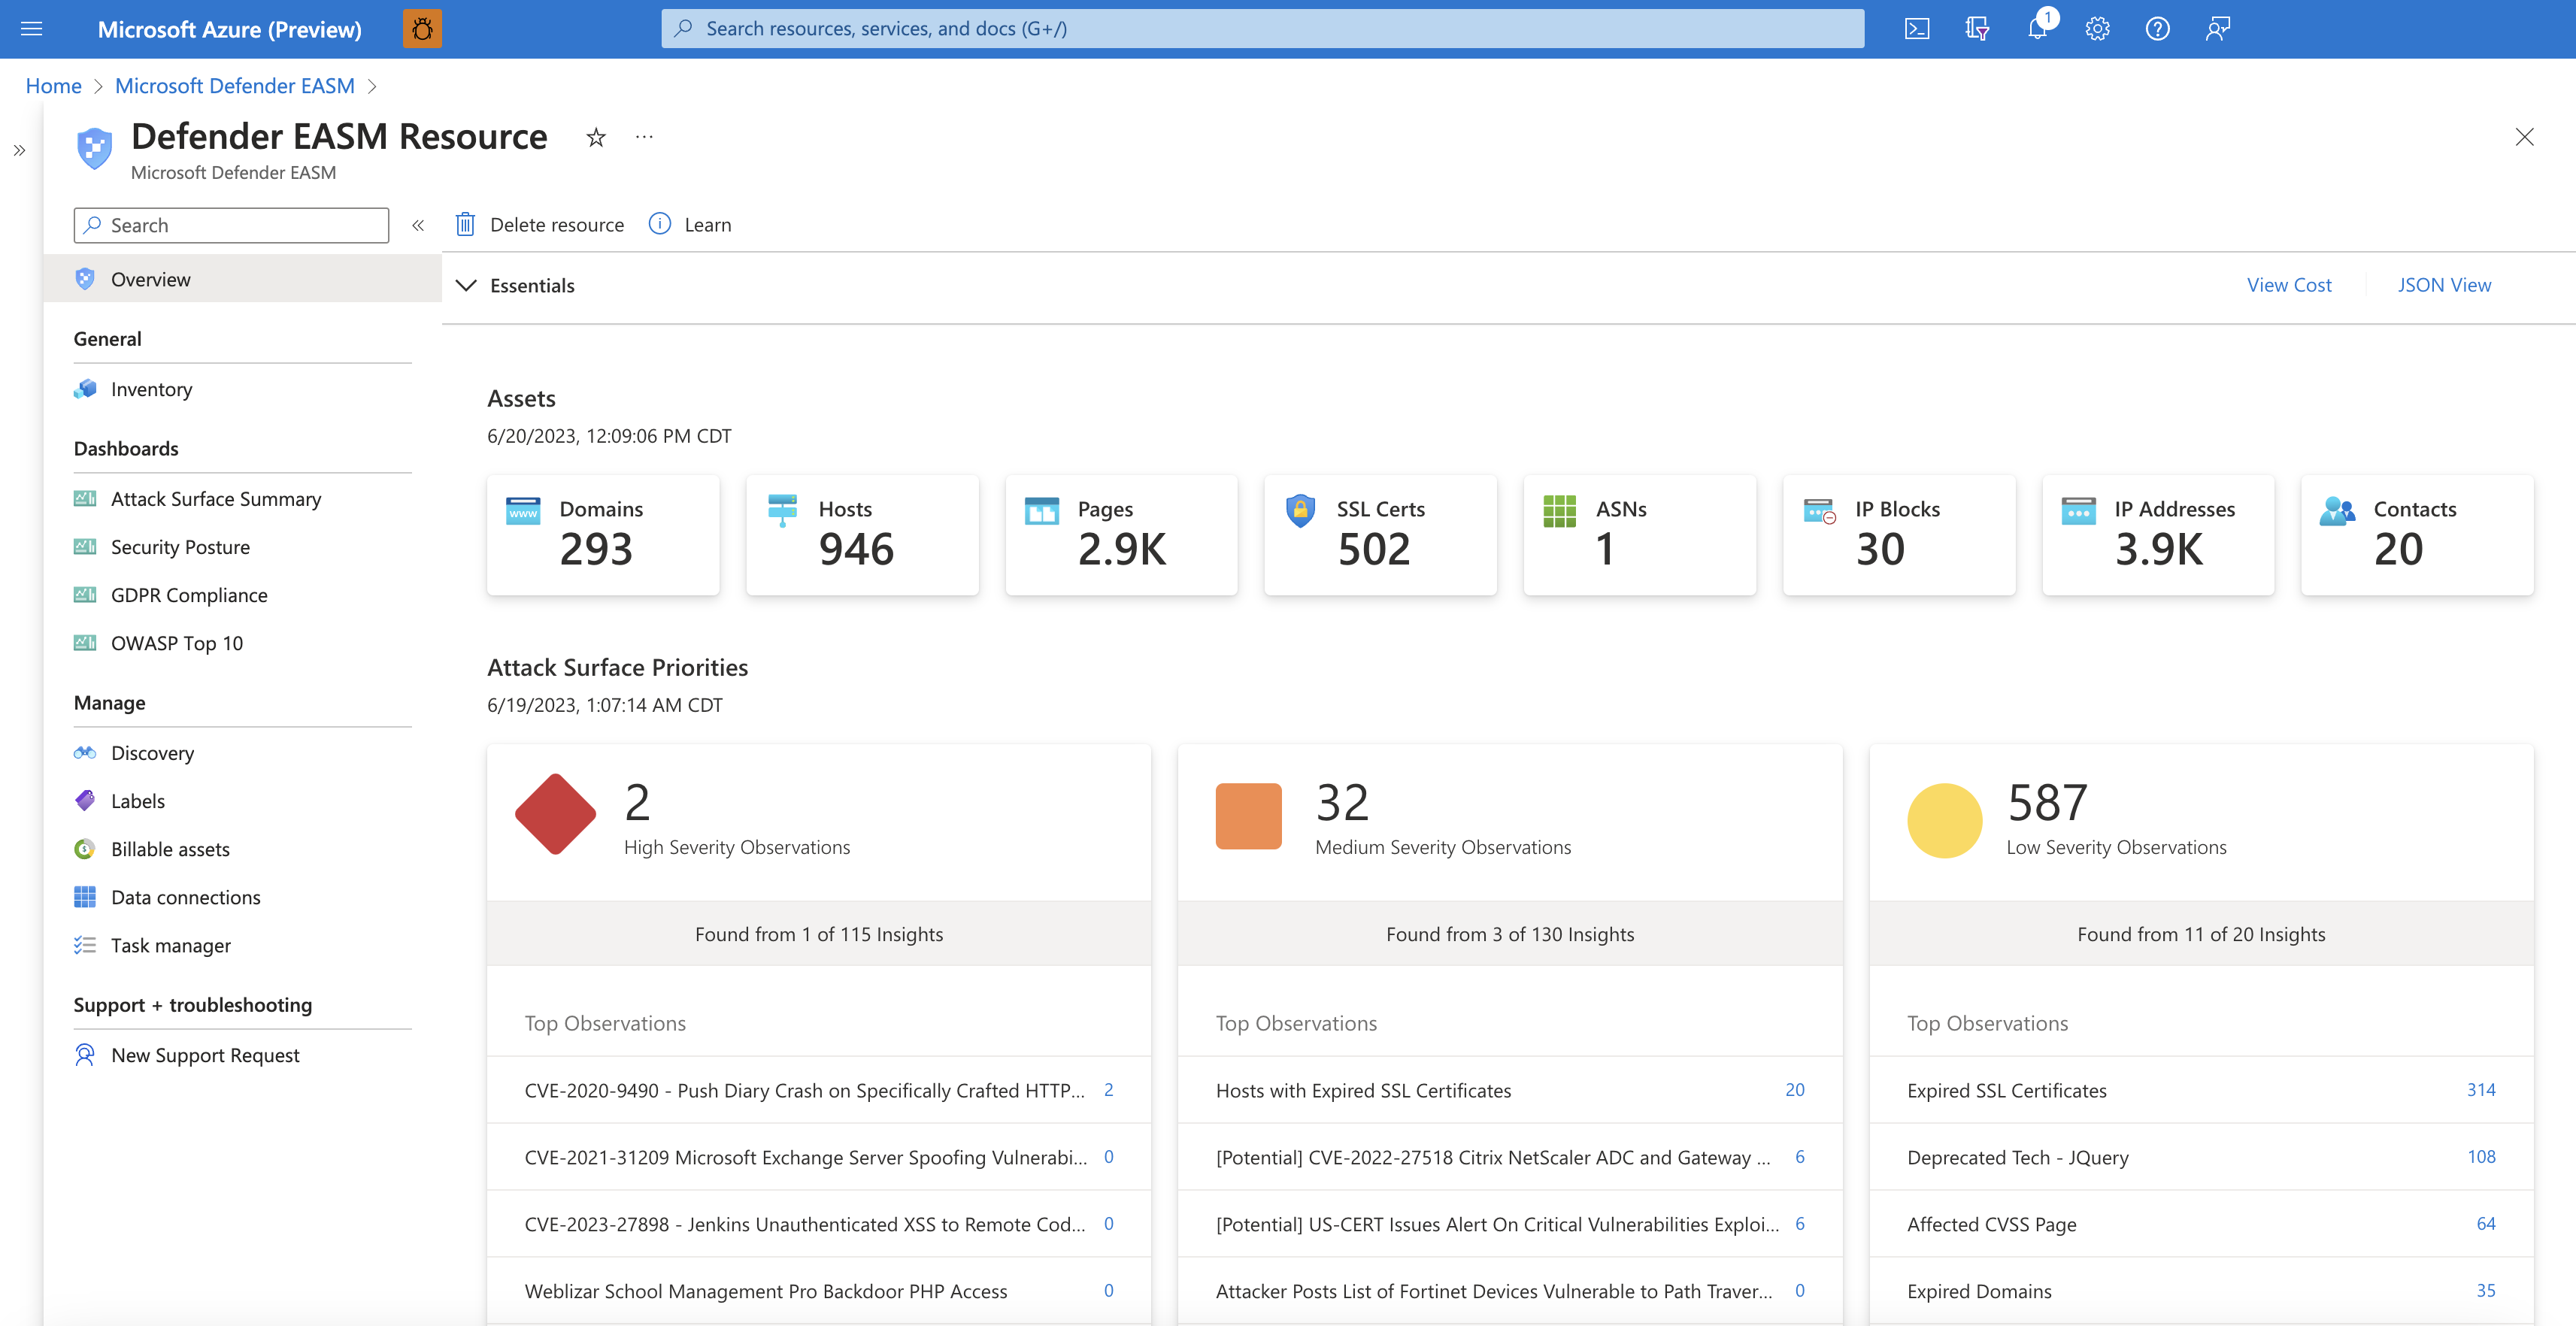 Microsoft Azure (Preview)
Search resources, services, and docs (G+/)
1
Home > Microsoft Defender EASM >
Defender EASM Resource
Microsoft Defender EASM
Search
Delete resource
Learn
Overview
Essentials
View Cost
JSON View
General
Inventory
Dashboards
Attack Surface Summary
Security Posture
GDPR Compliance
OWASP Top 10
Manage
Discovery
Labels
Billable assets
Data connections
Task manager
Support + troubleshooting
New Support Request
Assets
6/20/2023, 12:09:06 PM CDT
www
Domains
293
Hosts
946
Pages
2.9K
SSL Certs
502
ASNs
1
IP Blocks
30
IP Addresses
3.9K
Contacts
20
Attack Surface Priorities
6/19/2023, 1:07:14 AM CDT
2
High Severity Observations
Found from 1 of 115 Insights
Top Observations
CVE-2020-9490 - Push Diary Crash on Specifically Crafted HTTP... 2
CVE-2021-31209 Microsoft Exchange Server Spoofing Vulnerabi... 0
CVE-2023-27898 - Jenkins Unauthenticated XSS to Remote Cod... 0
Weblizar School Management Pro Backdoor PHP Access 0
32
Medium Severity Observations
Found from 3 of 130 Insights
Top Observations
Hosts with Expired SSL Certificates 20
[Potential] CVE-2022-27518 Citrix NetScaler ADC and Gateway ... 6
[Potential] US-CERT Issues Alert On Critical Vulnerabilities Exploi... 6
Attacker Posts List of Fortinet Devices Vulnerable to Path Traver... 0
587
Low Severity Observations
Found from 11 of 20 Insights
Top Observations
Expired SSL Certificates 314
Deprecated Tech - JQuery 108
Affected CVSS Page 64
Expired Domains 35